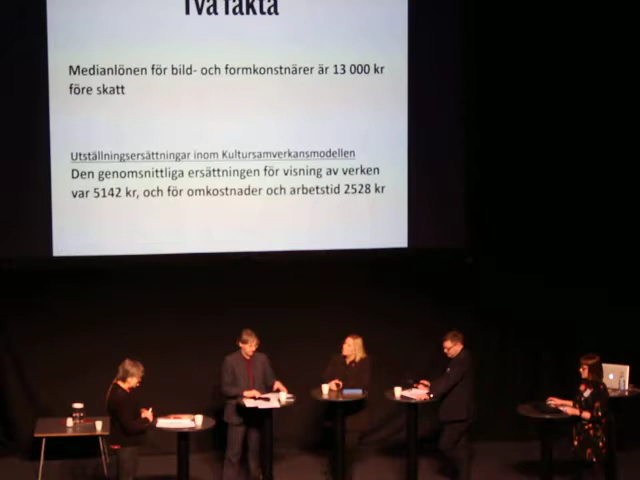 Två fakta
Medianlönen för bild- och formkonstnärer är 13 000 kr
före skatt
Utställningsersättningar inom Kultursamverkansmodellen
Den genomsnittliga ersättningen för visning av verken
var 5142 kr, och för omkostnader och arbetstid 2528 kr